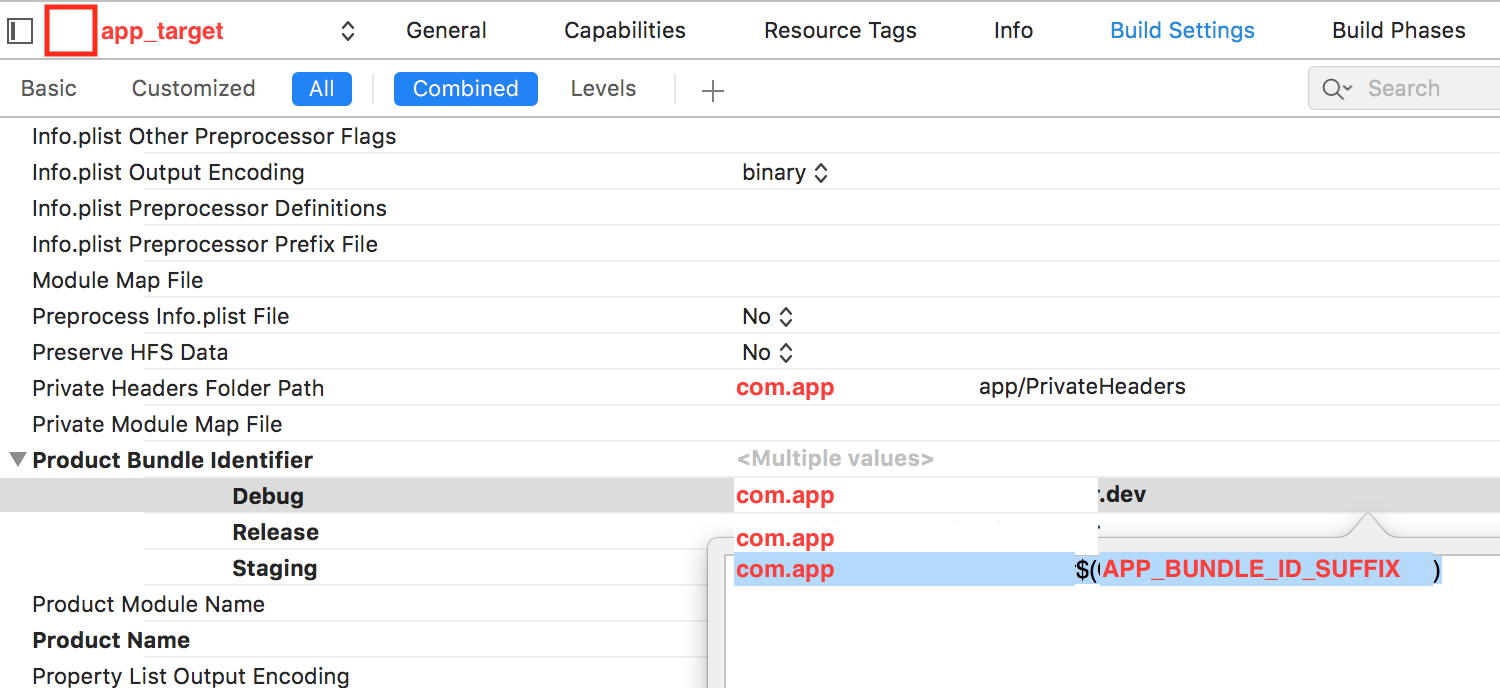 app_target General Capabilities Resource Tags Info Build Settings Build Phases
Basic Customized All Combined Levels + Search
Info.plist Other Preprocessor Flags
Info.plist Output Encoding binary
Info.plist Preprocessor Definitions
Info.plist Preprocessor Prefix File
Module Map File
Preprocess Info.plist File No
Preserve HFS Data No
Private Headers Folder Path com.app app/PrivateHeaders
Private Module Map File
Product Bundle Identifier <Multiple values>
Debug com.app .dev
Release com.app
Staging com.app $(APP_BUNDLE_ID_SUFFIX )
Product Module Name
Product Name
Property List Output Encoding